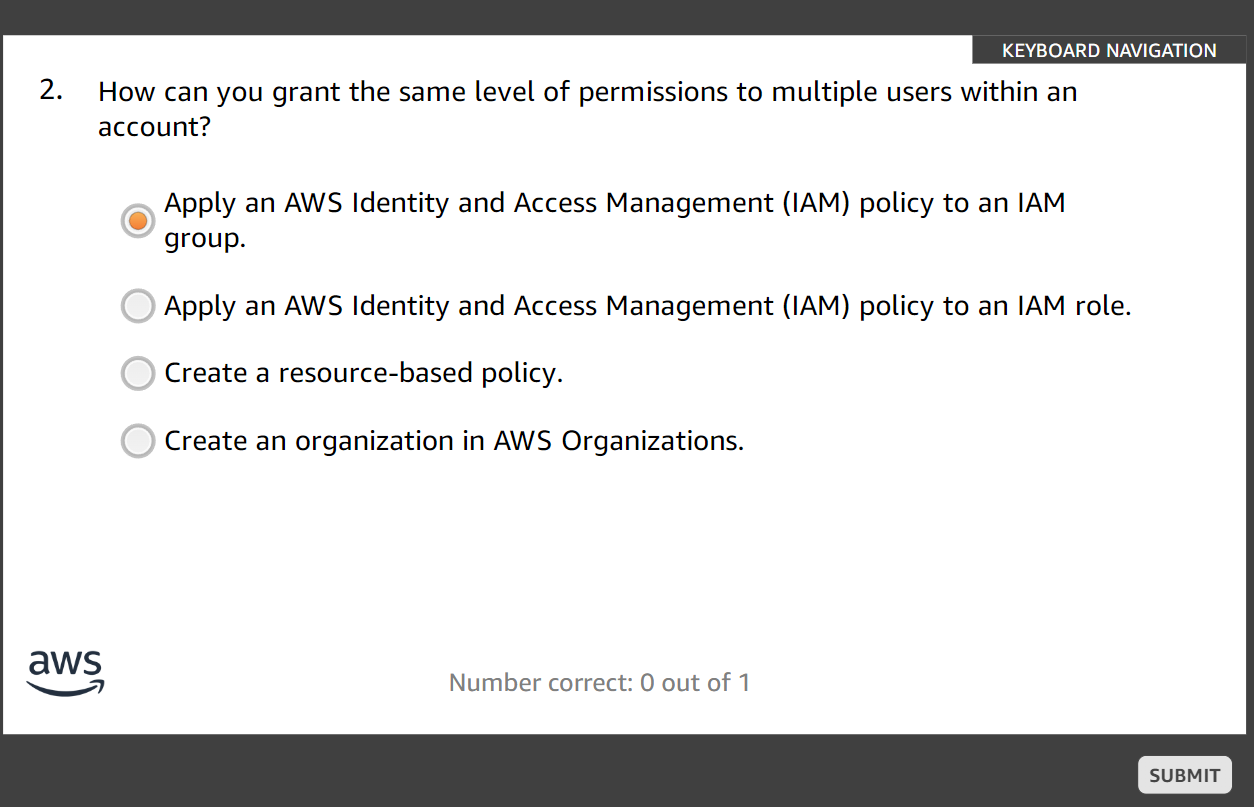 KEYBOARD NAVIGATION
2. How can you grant the same level of permissions to multiple users within an
account?
Apply an AWS Identity and Access Management (IAM) policy to an IAM
group.
Apply an AWS Identity and Access Management (IAM) policy to an IAM role.
Create a resource-based policy.
Create an organization in AWS Organizations.
aws
Number correct: 0 out of 1
SUBMIT